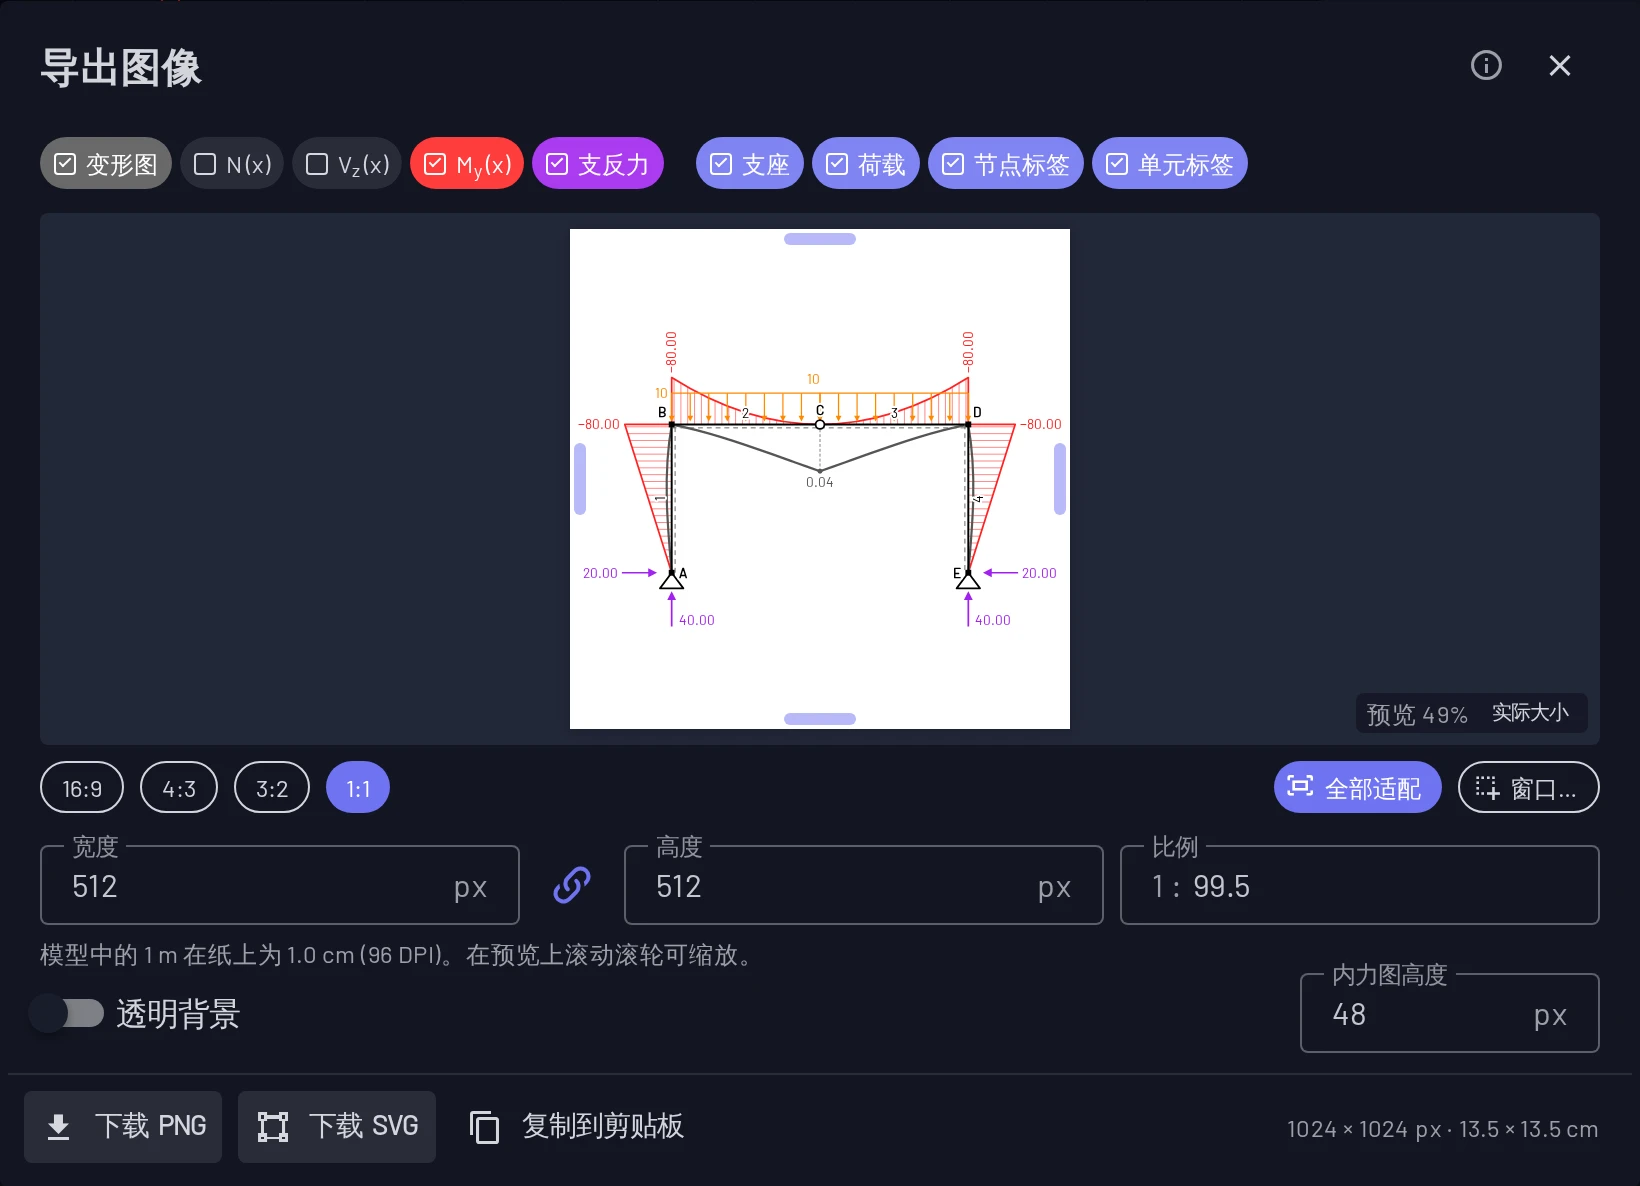 导出图像
变形图 N(x) Vz(x) My(x) 支反力 支座 荷载 节点标签 单元标签
-80.00 -80.00
10
10
B 2 C 3 D
-80.00 -80.00
0.04
1 4
20.00 A E 20.00
40.00 40.00
预览 49% 实际大小
16:9 4:3 3:2 1:1 全部适配 窗口...
宽度 高度 比例
512 px 512 px 1 : 99.5
模型中的 1 m 在纸上为 1.0 cm (96 DPI)。在预览上滚动滚轮可缩放。
内力图高度
透明背景 48 px
下载 PNG 下载 SVG 复制到剪贴板 1024 × 1024 px · 13.5 × 13.5 cm